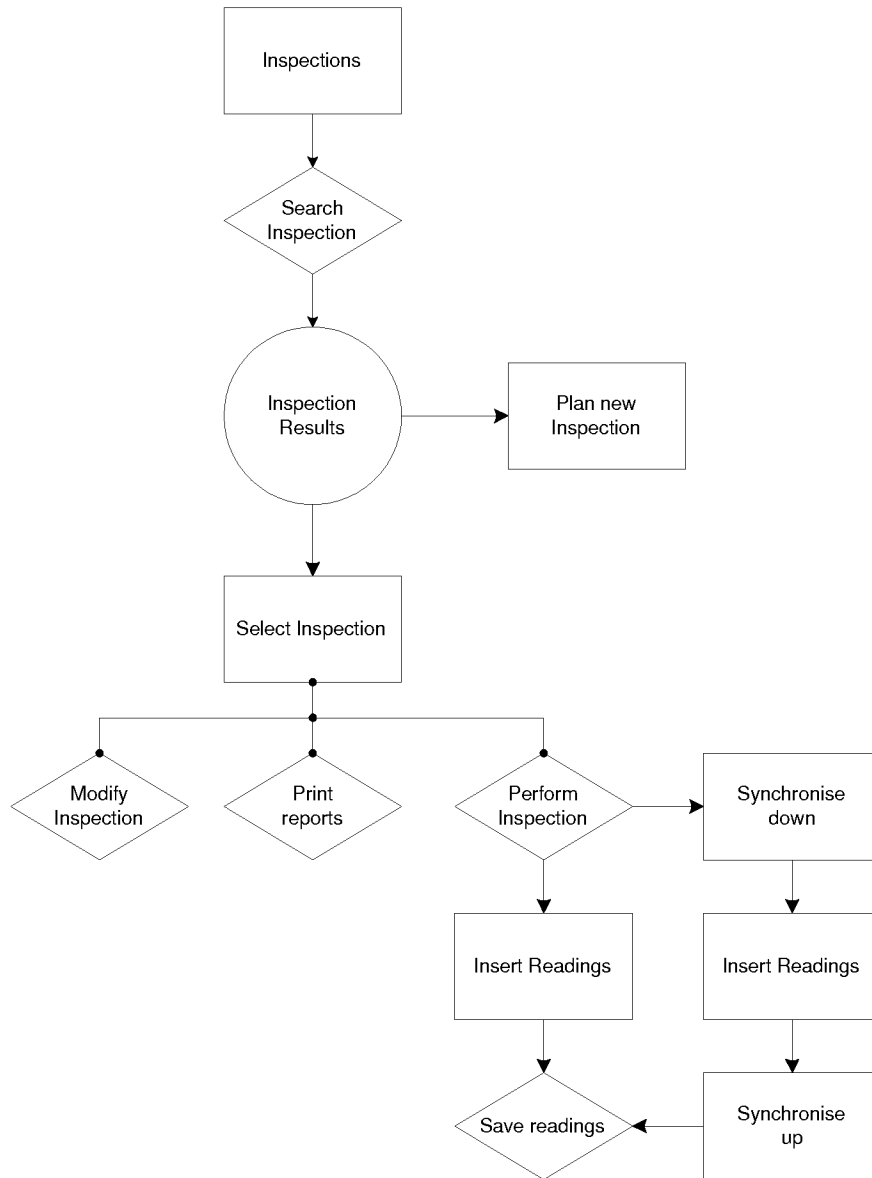 Inspections
Search
Inspection
Inspection
Results
Plan new
Inspection
Select Inspection
Modify
Inspection
Print
reports
Perform
Inspection
Synchronise
down
Insert Readings
Insert Readings
Save readings
Synchronise
up